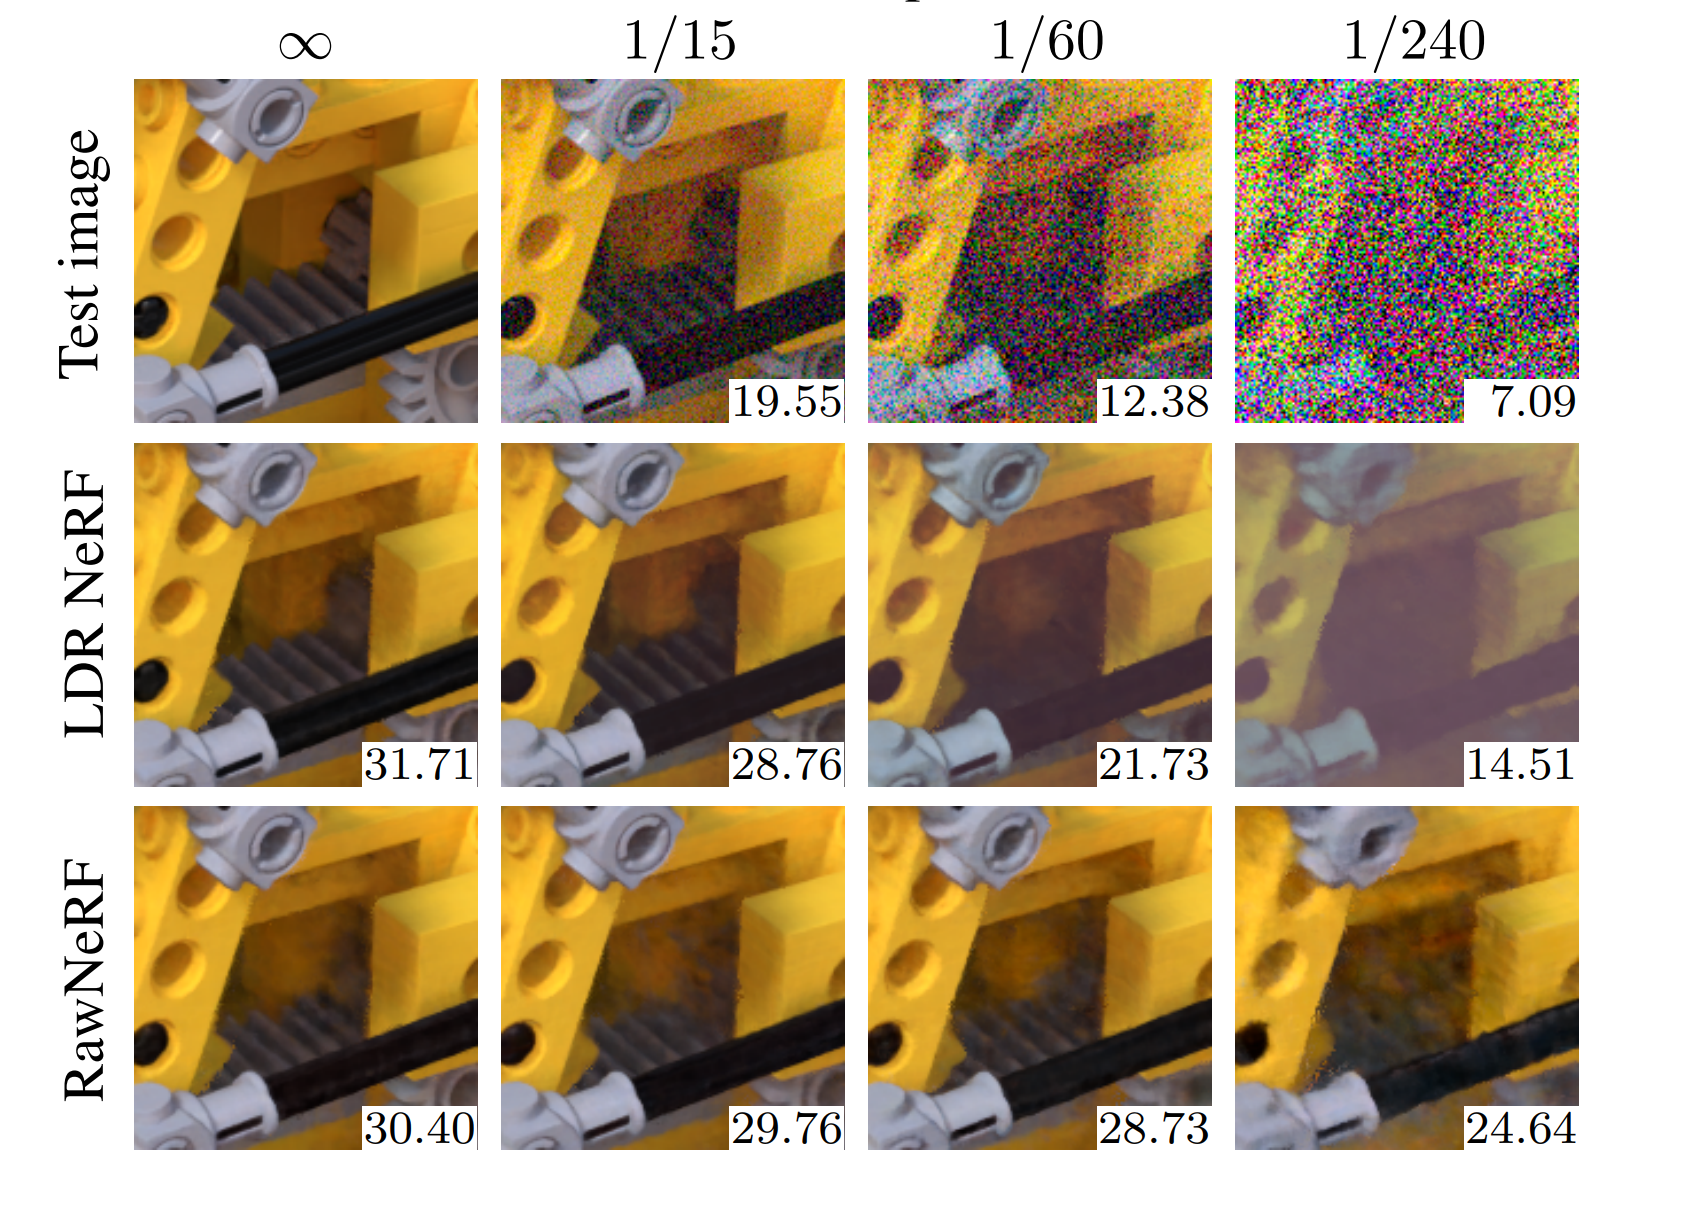 ∞ 1/15 1/60 1/240
Test image
19.55 12.38 7.09
LDR NeRF
31.71 28.76 21.73 14.51
RawNeRF
30.40 29.76 28.73 24.64